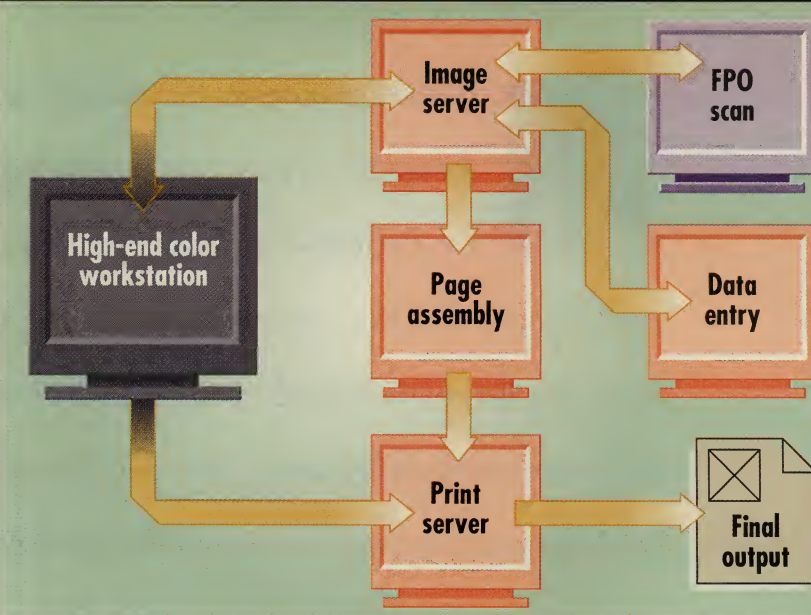 Image
server
FPO
scan
High-end color
workstation
Page
assembly
Data
entry
Print
server
Final
output